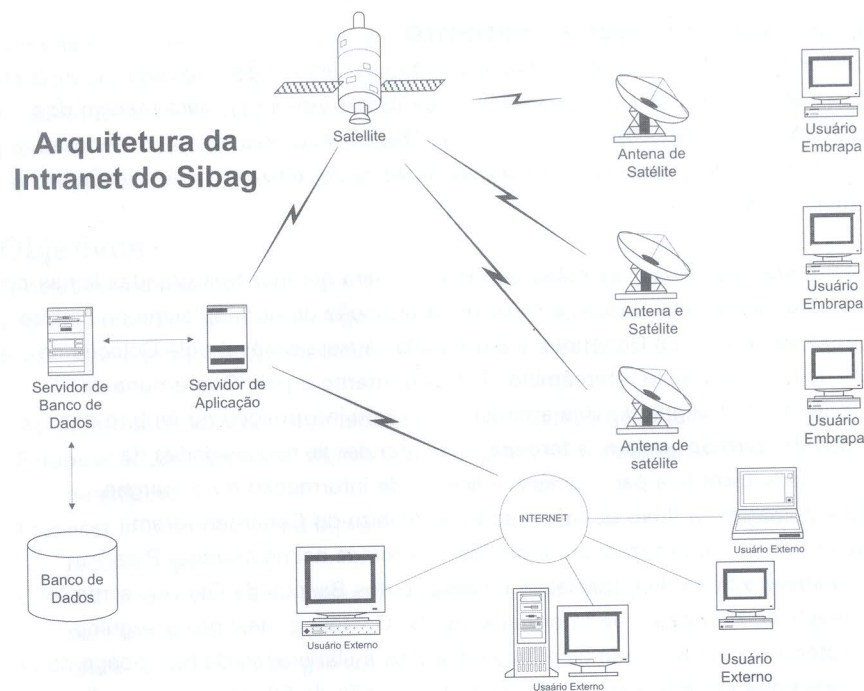 Satellite
Arquitetura da
Intranet do Sibag
Antena de
Satélite
Usuário
Embrapa
Antena e
Satélite
Usuário
Embrapa
Servidor de
Banco de
Dados
Servidor de
Aplicação
Antena de
satélite
Usuário
Embrapa
INTERNET
Usuário Externo
Banco de
Dados
Usuário Externo
Usuário Externo
Usuário
Externo